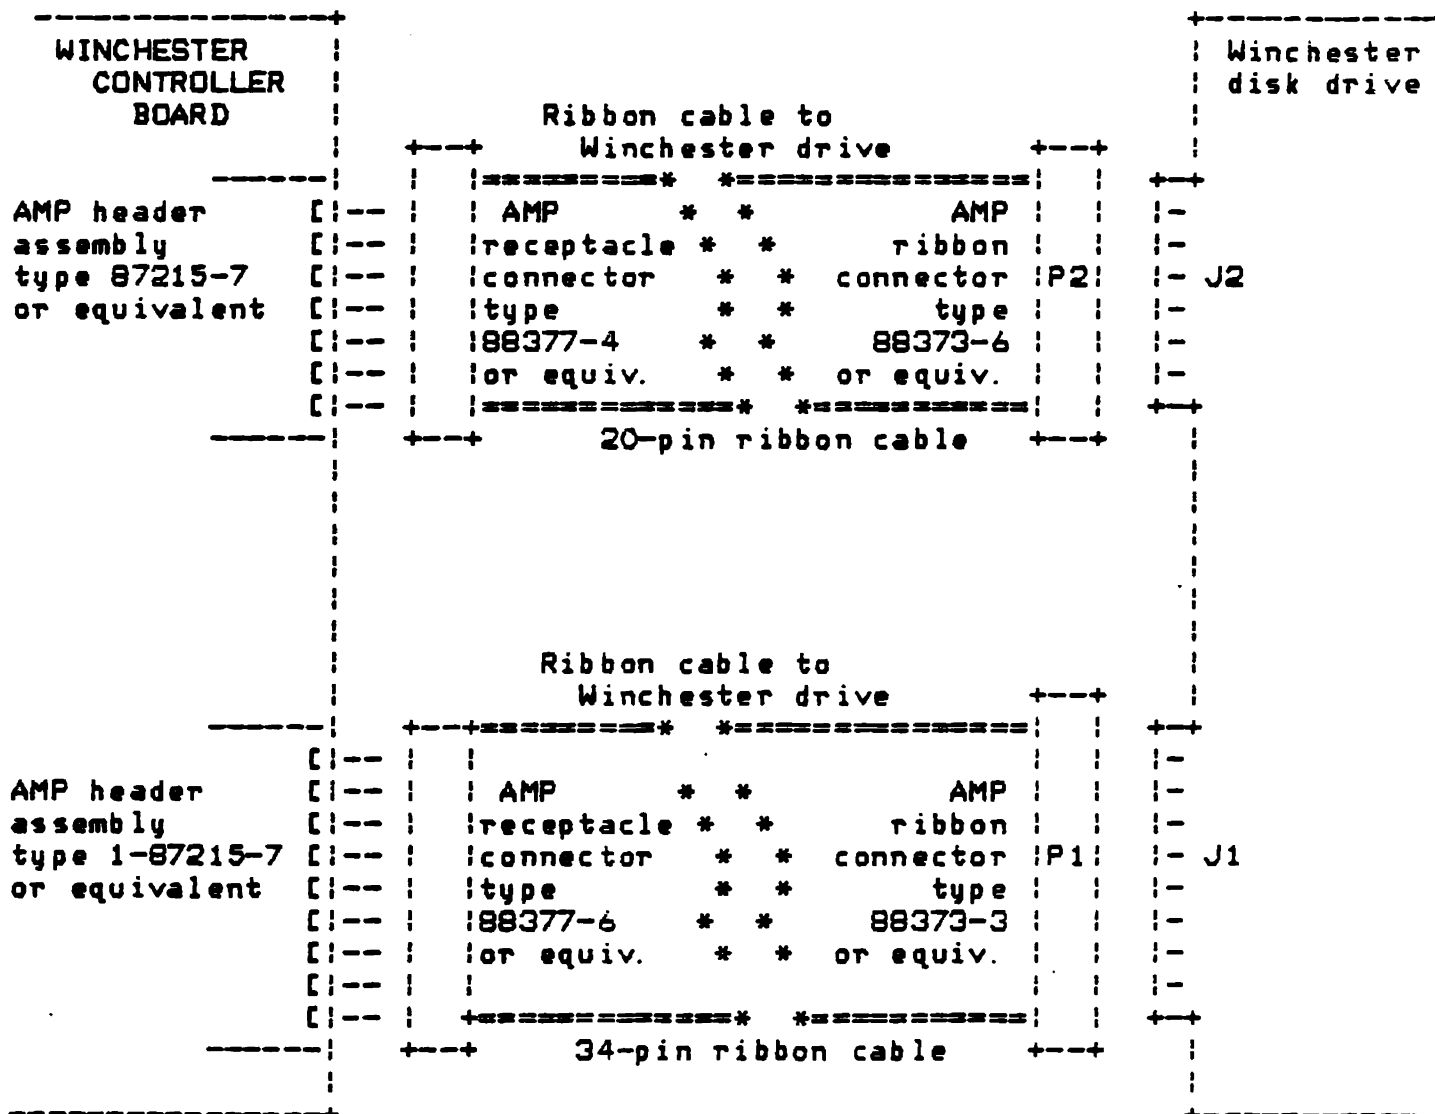 WINCHESTER
CONTROLLER
BOARD
Winchester
disk drive
Ribbon cable to
Winchester drive
AMP header
assembly
type 87215-7
or equivalent
AMP
receptacle
connector
type
88377-4
or equiv.
AMP
ribbon
connector
type
88373-6
or equiv.
P2
J2
20-pin ribbon cable
Ribbon cable to
Winchester drive
AMP header
assembly
type 1-87215-7
or equivalent
AMP
receptacle
connector
type
88377-6
or equiv.
AMP
ribbon
connector
type
88373-3
or equiv.
P1
J1
34-pin ribbon cable